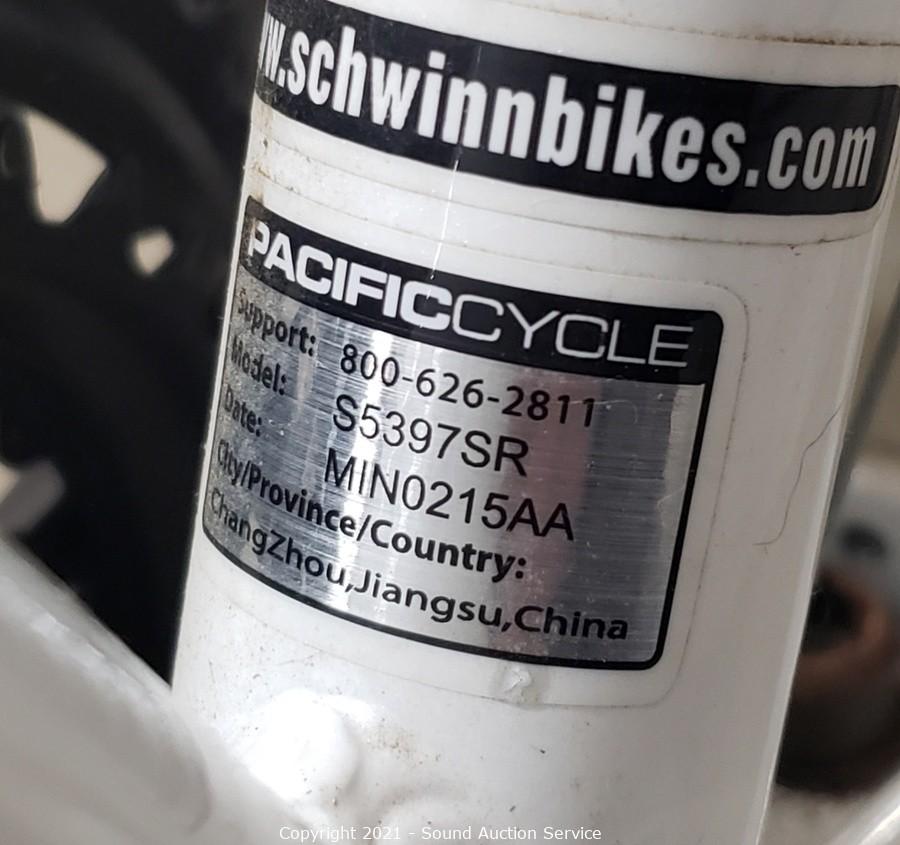 w.schwinnbikes.com
PACIFICCYCLE
Support: 800-626-2811
Model: S5397SR
Date: MIN0215AA
City/Province/Country:
ChangZhou,Jiangsu,China
Copyright 2021 - Sound Auction Service